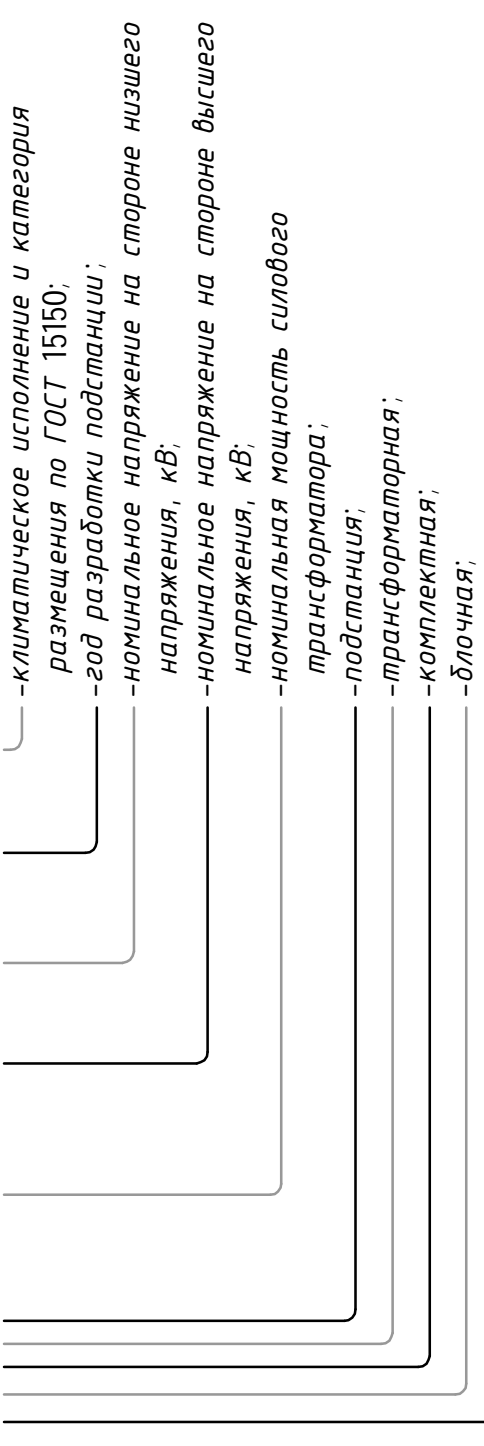 –климатическое исполнение и категория
размещения по ГОСТ 15150;
–год разработки подстанции;
–номинальное напряжение на стороне низшего
напряжения, кВ;
–номинальное напряжение на стороне высшего
напряжения, кВ;
–номинальная мощность силового
трансформатора;
–подстанция;
–трансформаторная;
–комплектная;
–блочная;